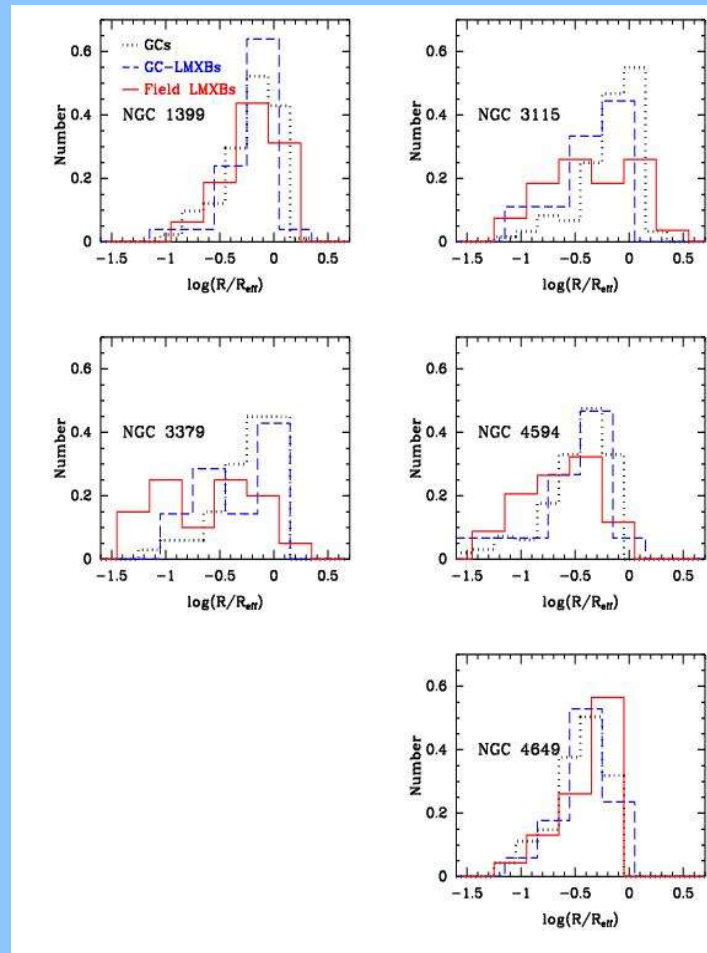 GCs
GC-LMXBs
Field LMXBs
NGC 1399
Number
0.6
0.4
0.2
0
-1.5
-1
-0.5
0
0.5
log(R/Reff)
NGC 3115
Number
0.6
0.4
0.2
0
-1.5
-1
-0.5
0
0.5
log(R/Reff)
NGC 3379
Number
0.6
0.4
0.2
0
-1.5
-1
-0.5
0
0.5
log(R/Reff)
NGC 4594
Number
0.6
0.4
0.2
0
-1.5
-1
-0.5
0
0.5
log(R/Reff)
NGC 4649
Number
0.6
0.4
0.2
0
-1.5
-1
-0.5
0
0.5
log(R/Reff)